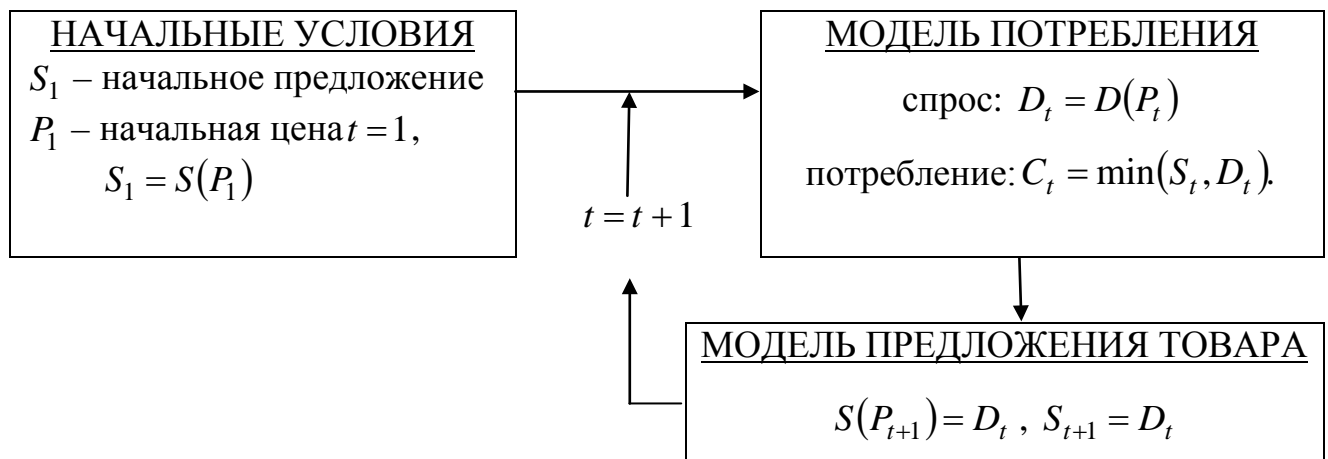 НАЧАЛЬНЫЕ УСЛОВИЯ
S₁ – начальное предложение
P₁ – начальная цена t = 1,
S₁ = S(P₁)
t = t + 1
МОДЕЛЬ ПОТРЕБЛЕНИЯ
спрос: Dₜ = D(Pₜ)
потребление: Cₜ = min(Sₜ, Dₜ).
МОДЕЛЬ ПРЕДЛОЖЕНИЯ ТОВАРА
S(Pₜ₊₁) = Dₜ , Sₜ₊₁ = Dₜ